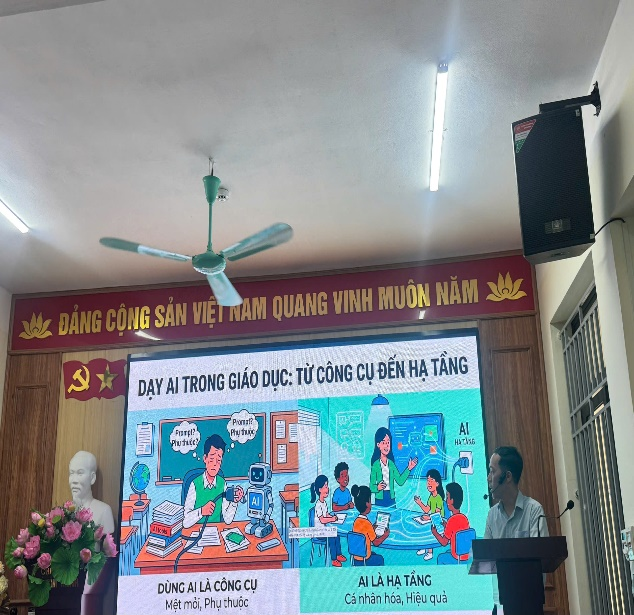 ĐẢNG CỘNG SẢN VIỆT NAM QUANG VINH MUÔN NĂM
DẠY AI TRONG GIÁO DỤC: TỪ CÔNG CỤ ĐẾN HẠ TẦNG
Prompt?
Phụ thuộc?
Prompt?
Phụ thuộc?
AI
AI
HẠ TẦNG
DÙNG AI LÀ CÔNG CỤ
Mệt mỏi, Phụ thuộc
AI LÀ HẠ TẦNG
Cá nhân hóa, Hiệu quả